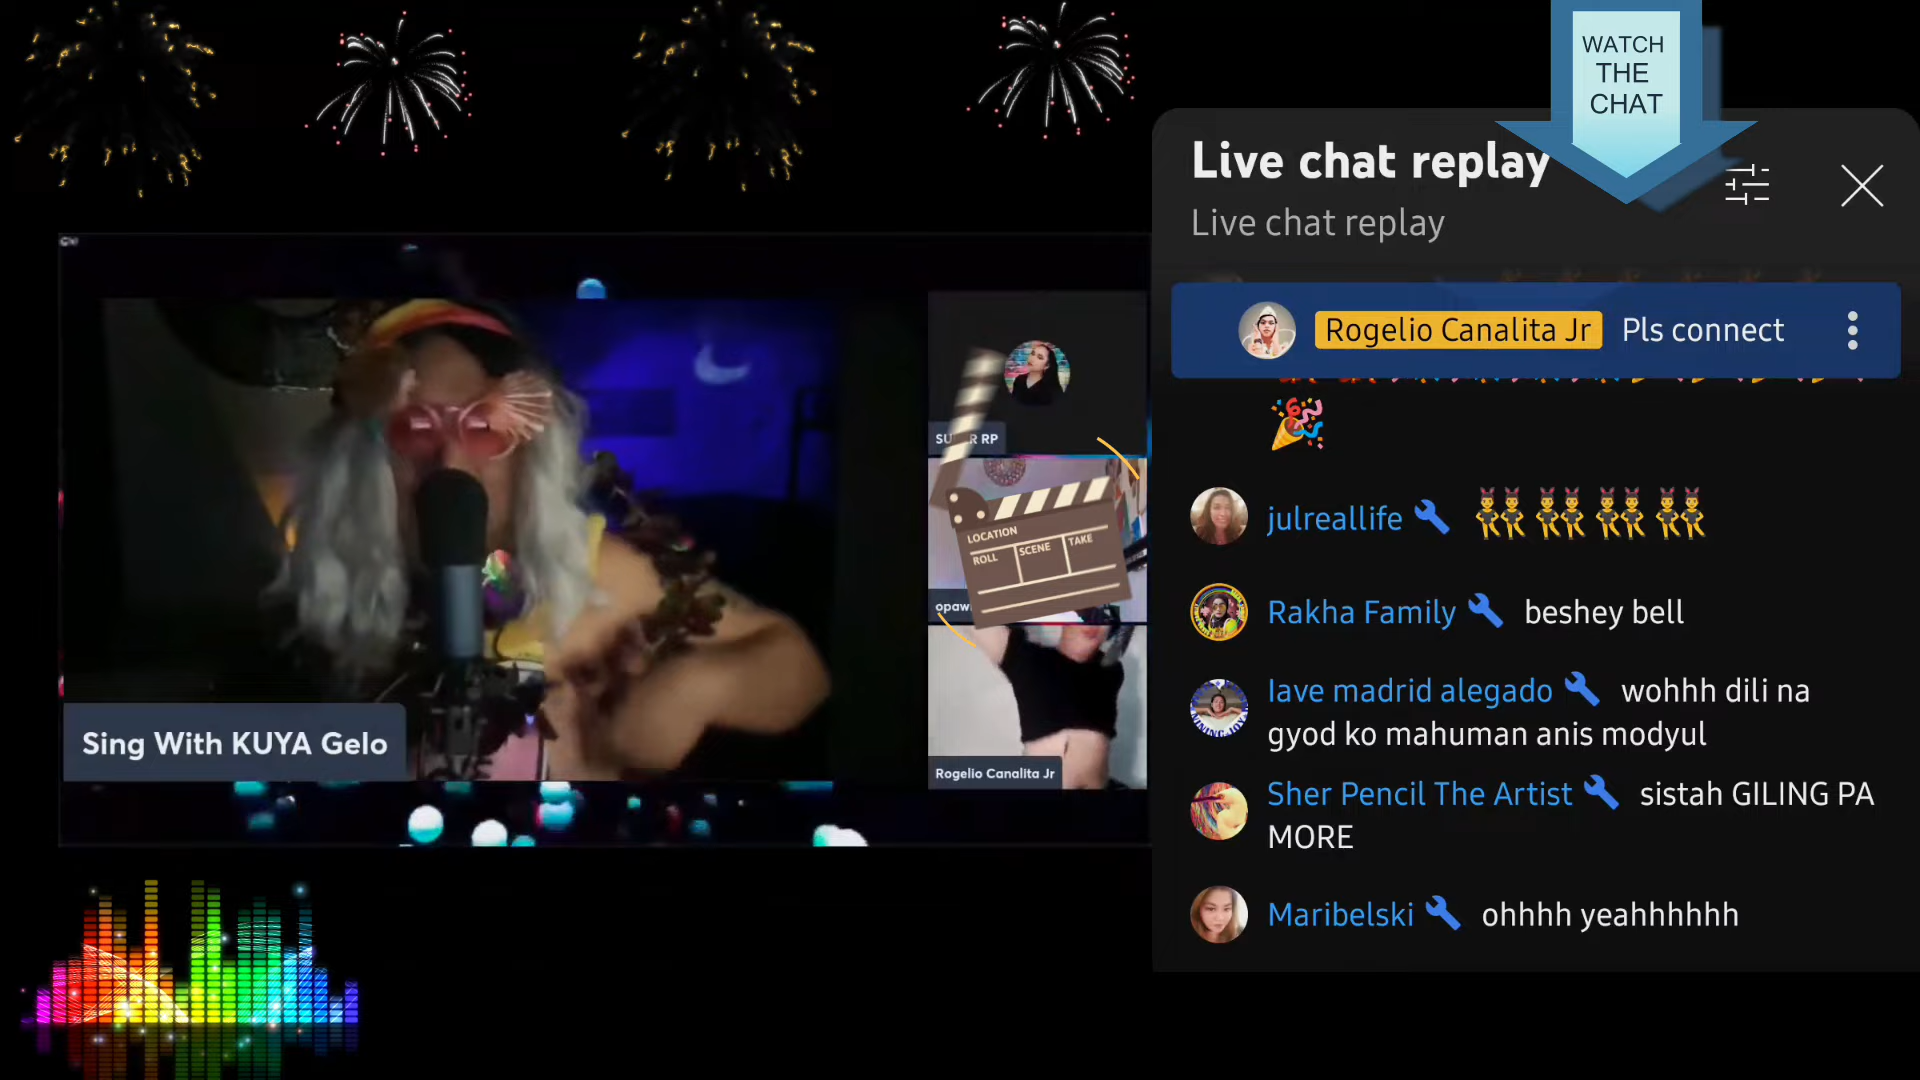 WATCH
THE
CHAT
Live chat replay
Live chat replay
Rogelio Canalita Jr Pls connect
julreallife
Rakha Family beshey bell
lave madrid alegado wohhh dili na
gyod ko mahuman anis modyul
Sher Pencil The Artist sistah GILING PA
MORE
Maribelski ohhhh yeahhhhhh
RP
LOCATION
ROLL SCENE TAKE
Rogelio Canalita Jr
Sing With KUYA Gelo